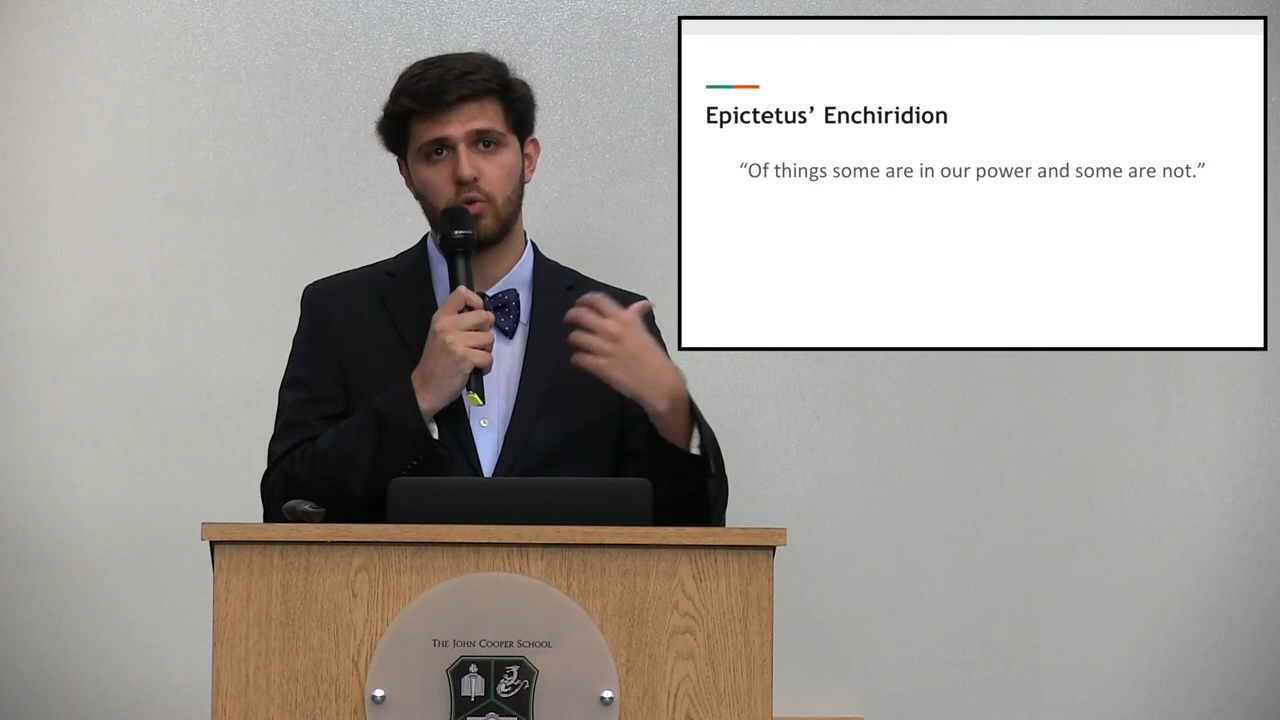 Epictetus’ Enchiridion
“Of things some are in our power and some are not.”
THE JOHN COOPER SCHOOL